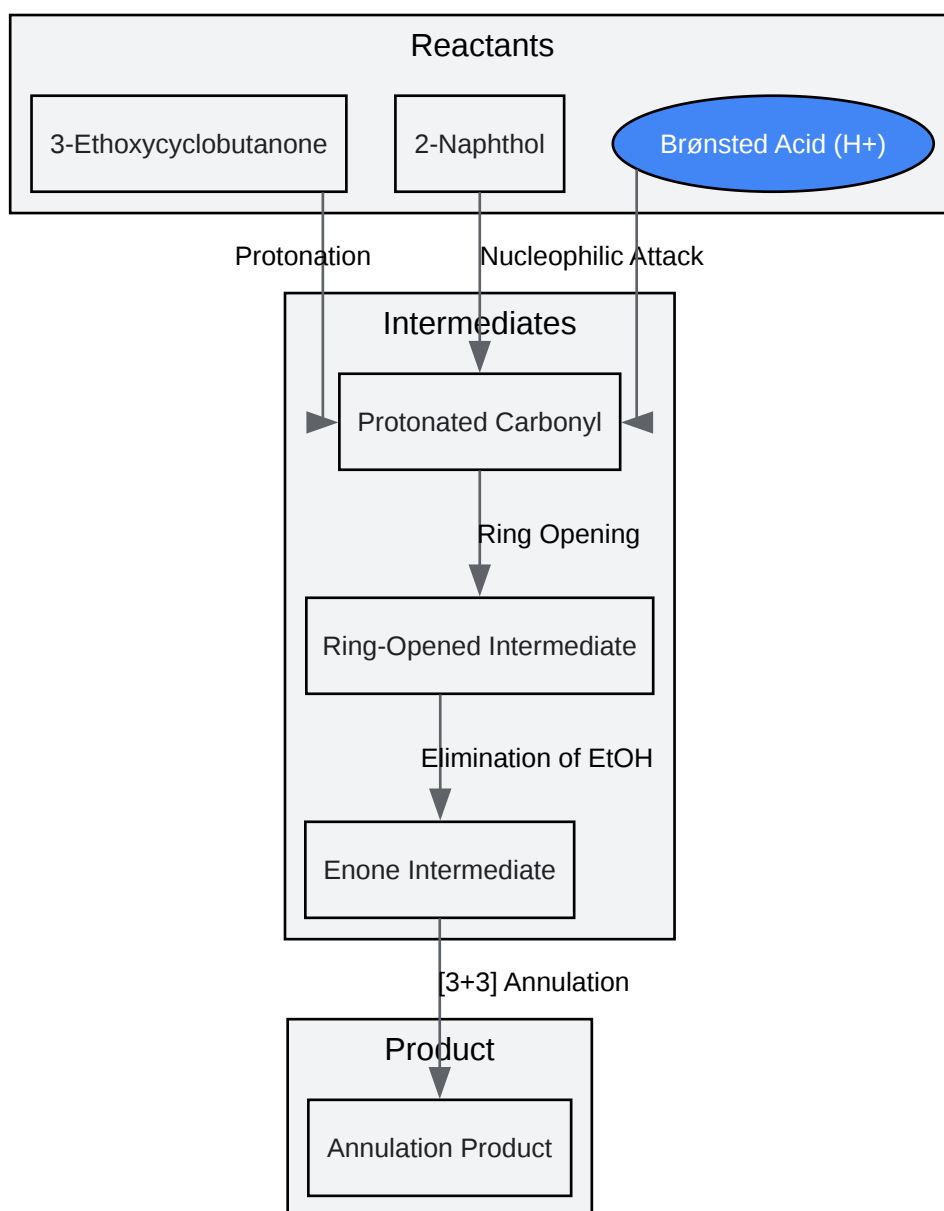 Reactants
3-Ethoxycyclobutanone
2-Naphthol
Brønsted Acid (H+)
Protonation
Nucleophilic Attack
Intermediates
Protonated Carbonyl
Ring Opening
Ring-Opened Intermediate
Elimination of EtOH
Enone Intermediate
[3+3] Annulation
Product
Annulation Product